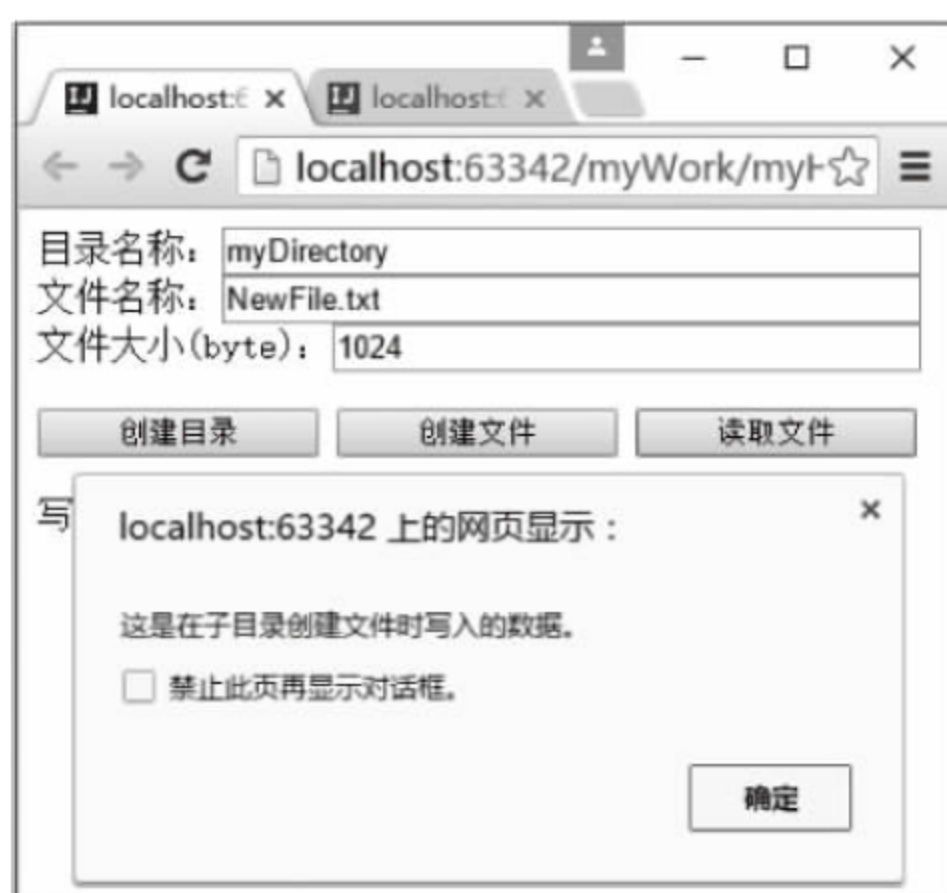 localhost:6
localhost:6
localhost:63342/myWork/myH
目录名称：myDirectory
文件名称：NewFile.txt
文件大小(byte)：1024
创建目录 创建文件 读取文件
写
localhost:63342 上的网页显示：
这是在子目录创建文件时写入的数据。
禁止此页再显示对话框。
确定